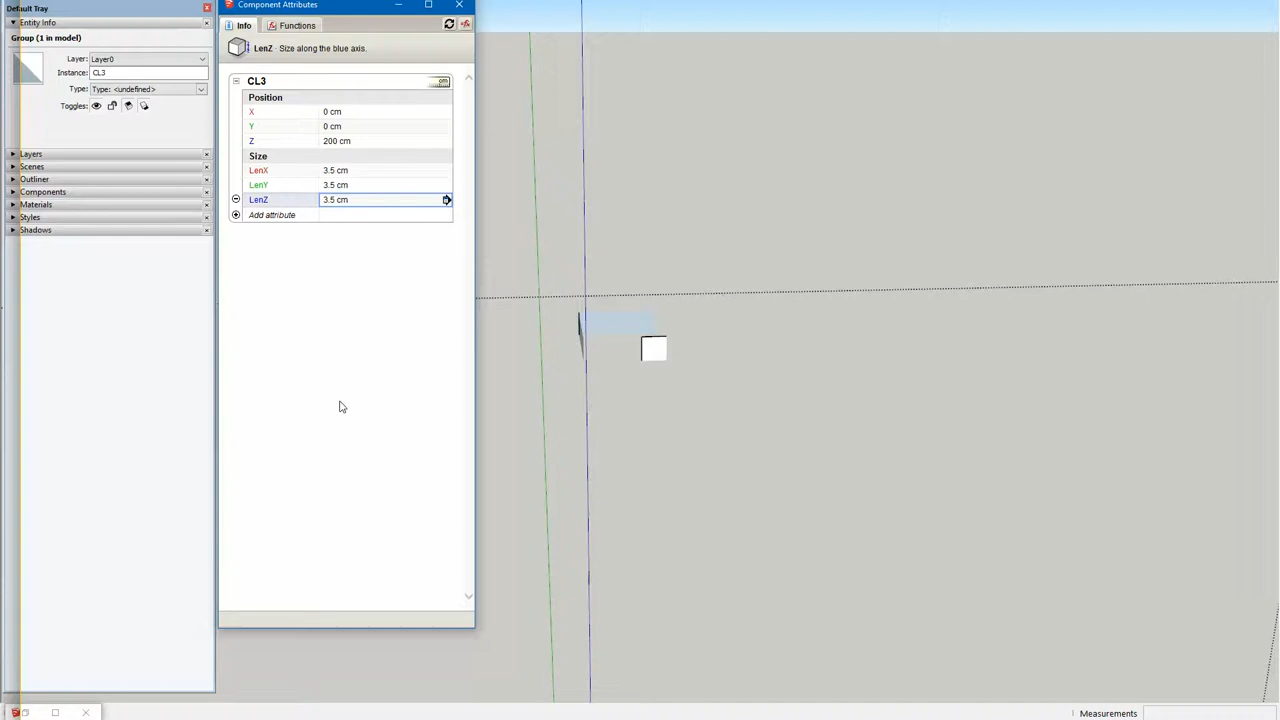 Default Tray
Entity Info
Group (1 in model)
Layer: Layer0
Instance: CL3
Type: Type: <undefined>
Toggles:
Layers
Scenes
Outliner
Components
Materials
Styles
Shadows
Component Attributes
Info
Functions
LenZ - Size along the blue axis.
CL3
cm
Position
X 0 cm
Y 0 cm
Z 200 cm
Size
LenX 3.5 cm
LenY 3.5 cm
LenZ 3.5 cm
Add attribute
Measurements